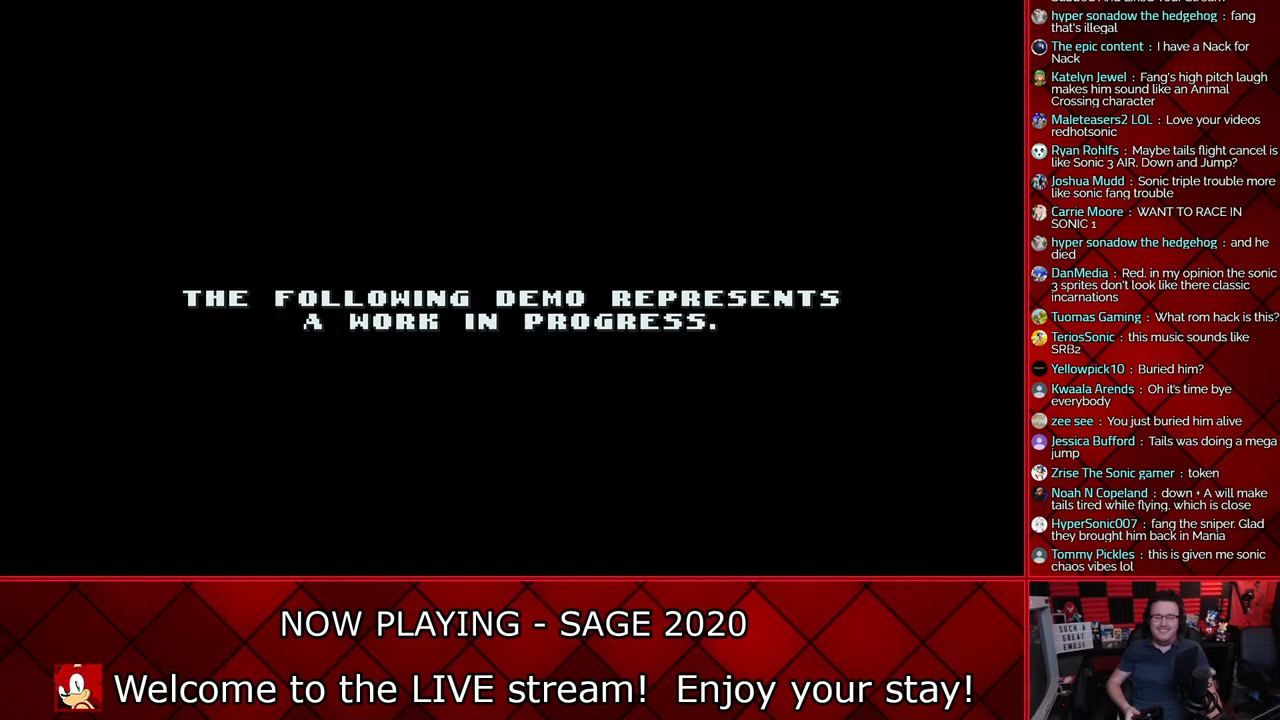 THE FOLLOWING DEMO REPRESENTS
A WORK IN PROGRESS.
hyper sonadow the hedgehog : fang
that's illegal
The epic content : I have a Nack for
Nack
Katelyn Jewel : Fang's high pitch laugh
makes him sound like an Animal
Crossing character
Maleteasers2 LOL : Love your videos
redhotsonic
Ryan Rohlfs : Maybe tails flight cancel is
like Sonic 3 AIR, Down and Jump?
Joshua Mudd : Sonic triple trouble more
like sonic fang trouble
Carrie Moore : WANT TO RACE IN
SONIC 1
hyper sonadow the hedgehog : and he
died
DanMedia : Red, in my opinion the sonic
3 sprites don't look like there classic
incarnations
Tuomas Gaming : What rom hack is this?
TeriosSonic : this music sounds like
SRB2
Yellowpick10 : Buried him?
Kwaala Arends : Oh it's time bye
everybody
zee see : You just buried him alive
Jessica Bufford : Tails was doing a mega
jump
Zrise The Sonic gamer : token
Noah N Copeland : down + A will make
tails tired while flying, which is close
HyperSonic007 : fang the sniper. Glad
they brought him back in Mania
Tommy Pickles : this is given me sonic
chaos vibes lol
NOW PLAYING - SAGE 2020
Welcome to the LIVE stream! Enjoy your stay!
SUCH A
GREAT
EMOJI